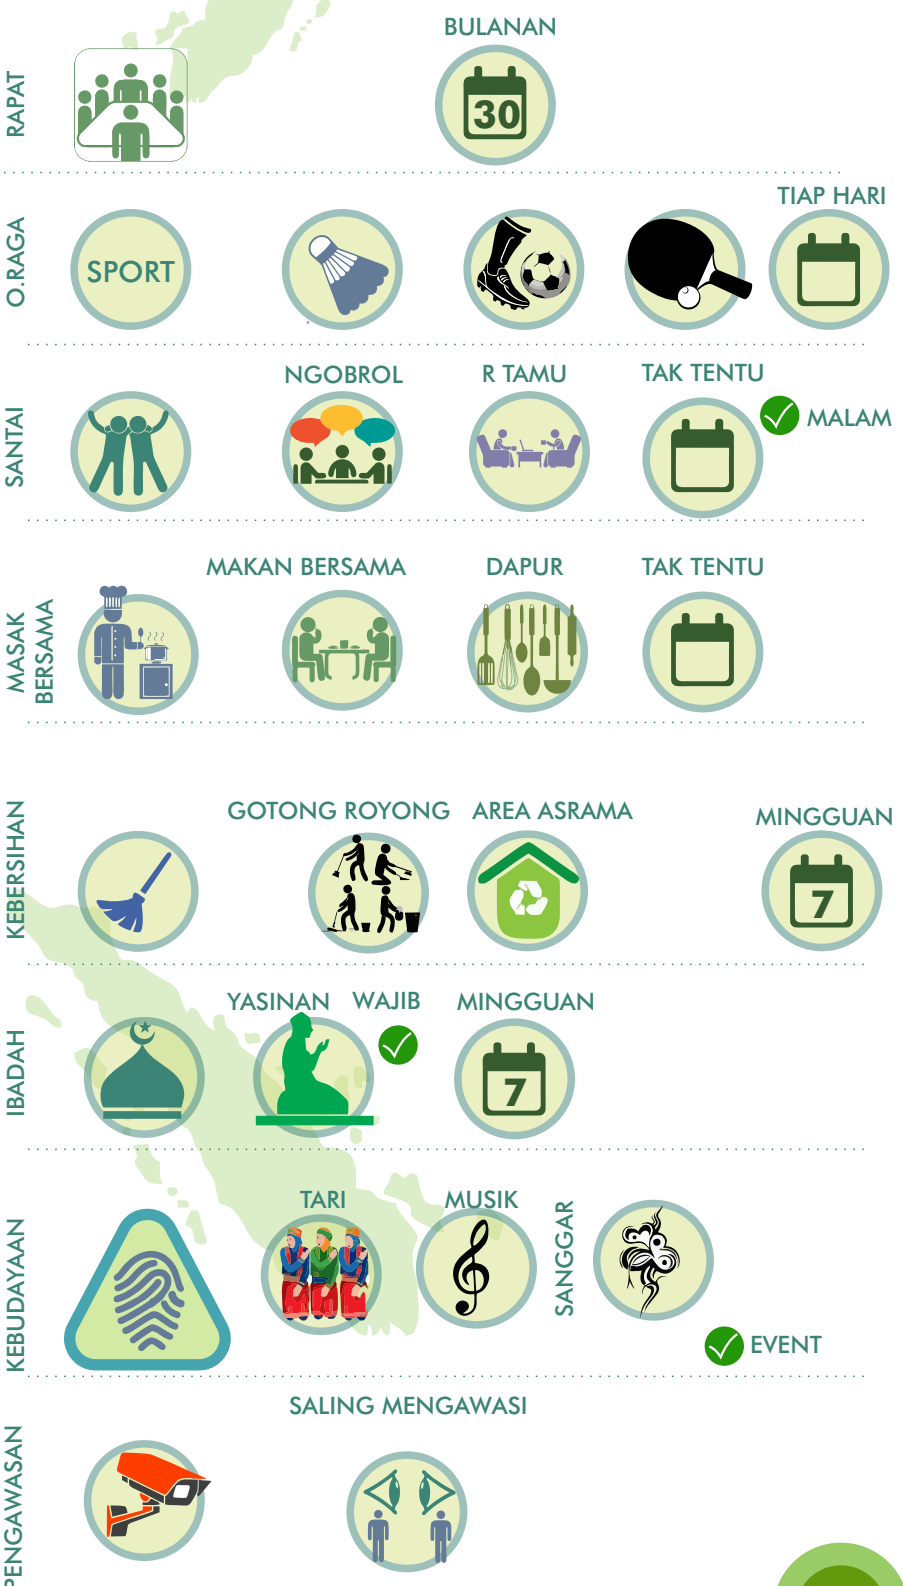 RAPAT
BULANAN
30
O.RAGA
SPORT
TIAP HARI
SANTAI
NGOBROL
R TAMU
TAK TENTU
MALAM
MASAK
BERSAMA
MAKAN BERSAMA
DAPUR
TAK TENTU
KEBERSIHAN
GOTONG ROYONG
AREA ASRAMA
MINGGUAN
7
IBADAH
YASINAN
WAJIB
MINGGUAN
7
KEBUDAYAAN
TARI
MUSIK
SANGGAR
EVENT
PENGAWASAN
SALING MENGAWASI